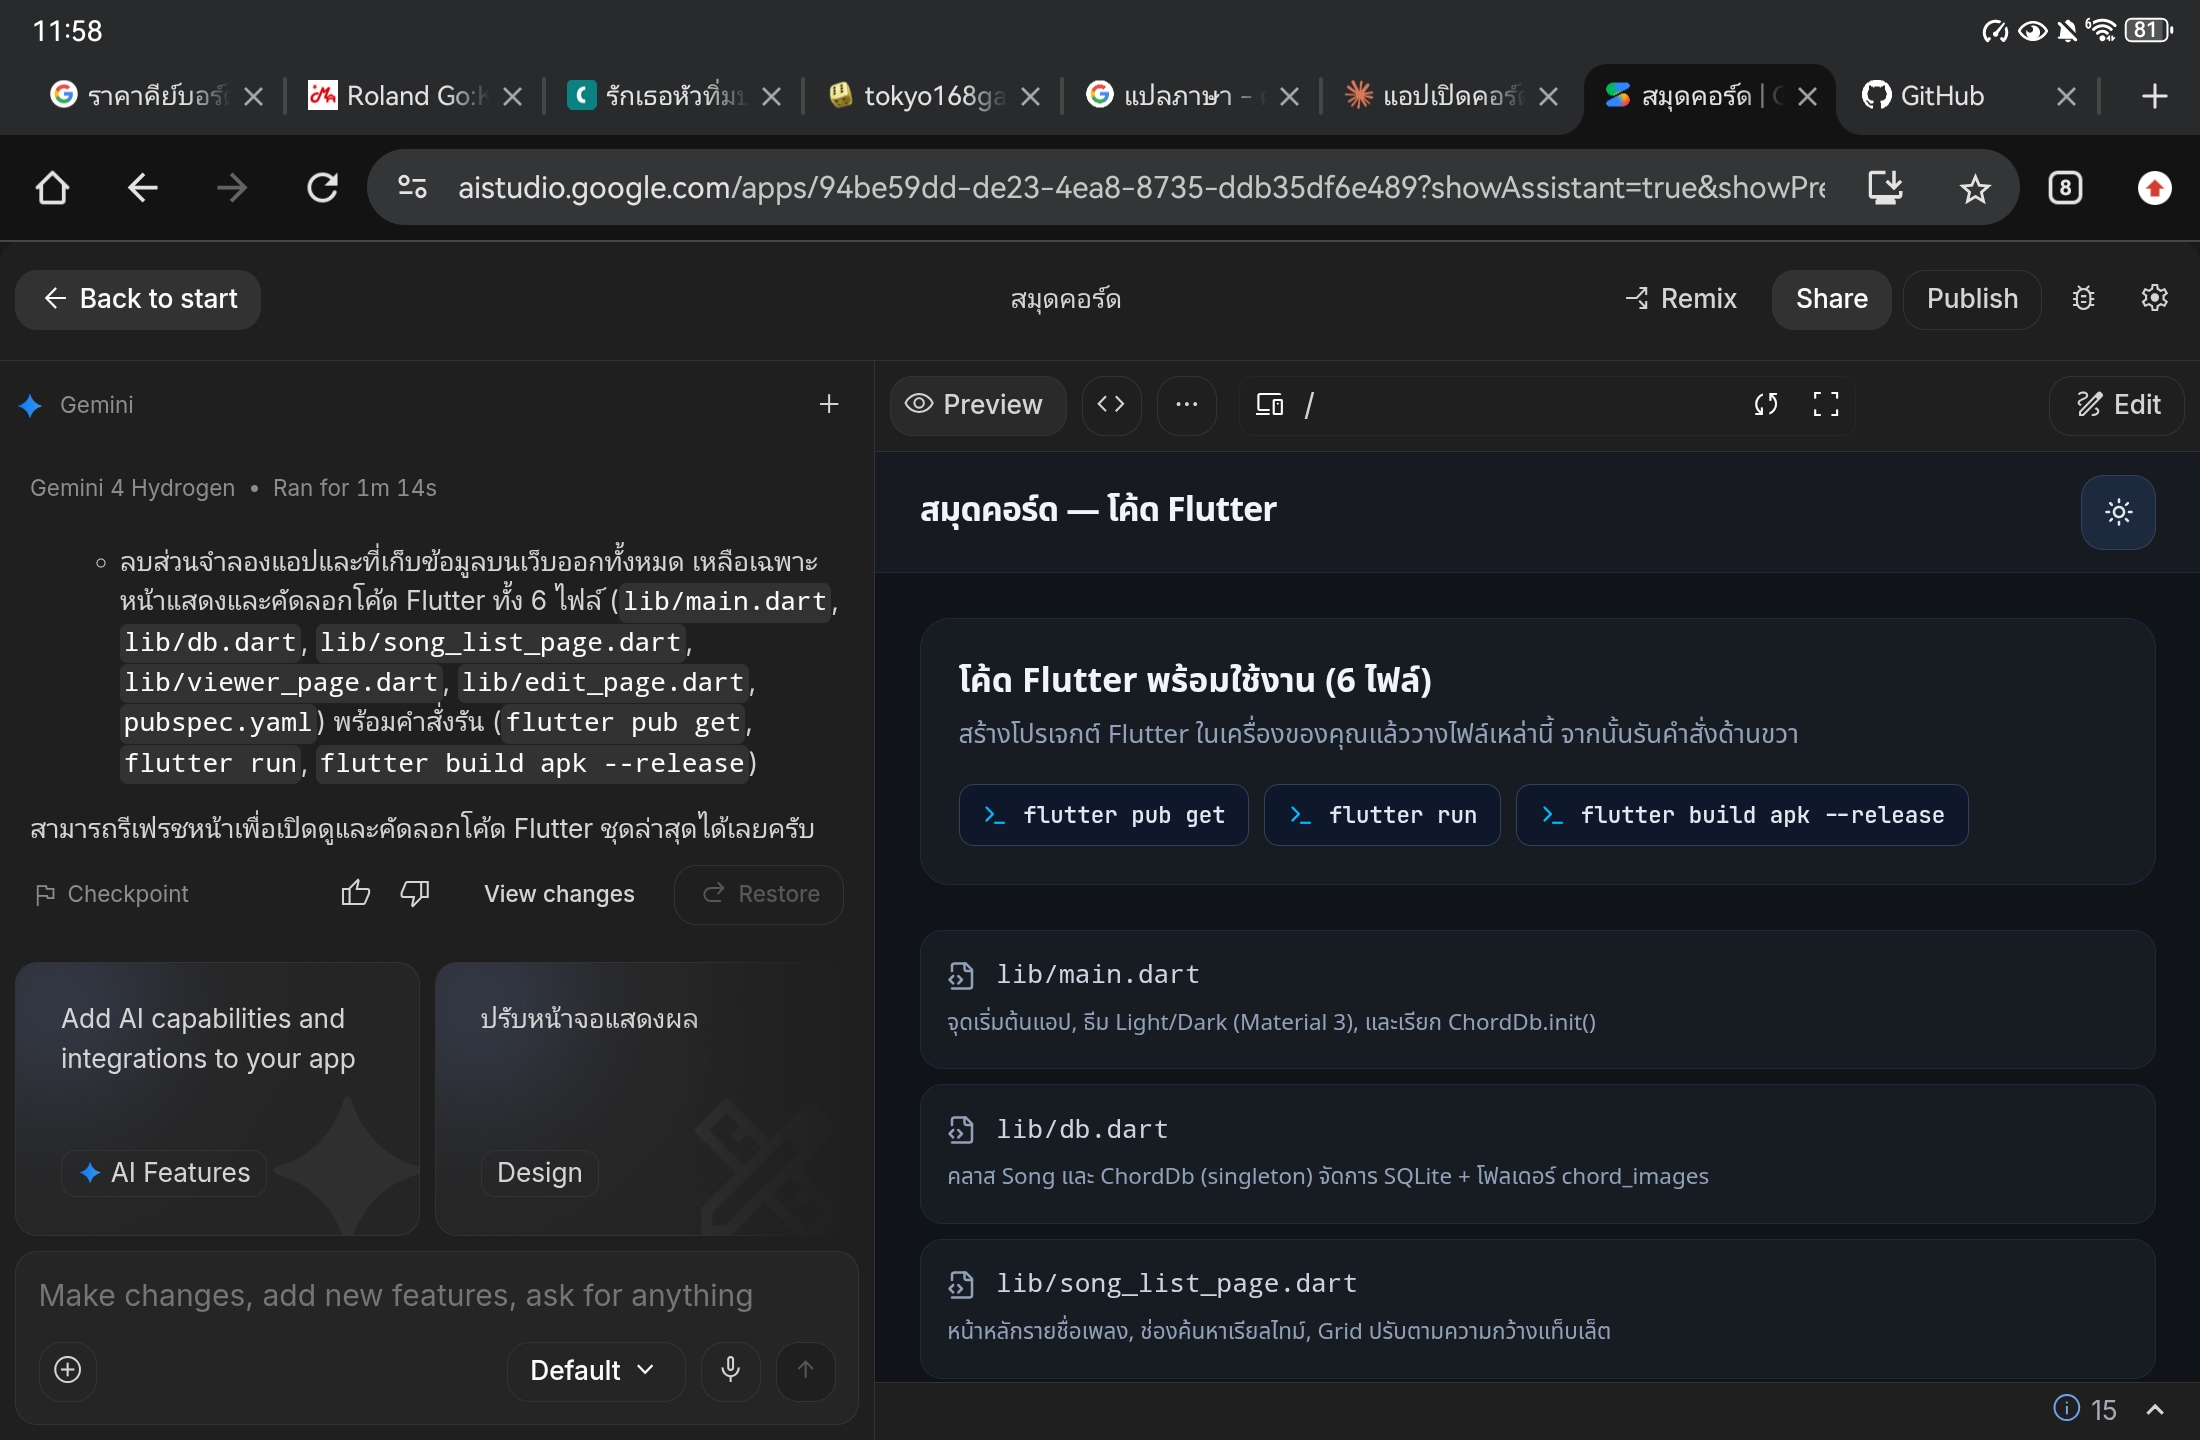 11:58
6
81
ราคาคีย์บอร์ด
Roland Go:K
รักเธอหัวทิ่มบ
tokyo168ga
แปลภาษา -
แอปเปิดคอร์ด
สมุดคอร์ด |
GitHub
aistudio.google.com/apps/94be59dd-de23-4ea8-8735-ddb35df6e489?showAssistant=true&showPre
8
Back to start
สมุดคอร์ด
Remix
Share
Publish
Gemini
Preview
/
Edit
Gemini 4 Hydrogen • Ran for 1m 14s
ลบส่วนจำลองแอปและที่เก็บข้อมูลบนเว็บออกทั้งหมด เหลือเฉพาะ
หน้าแสดงและคัดลอกโค้ด Flutter ทั้ง 6 ไฟล์ (lib/main.dart,
lib/db.dart, lib/song_list_page.dart,
lib/viewer_page.dart, lib/edit_page.dart,
pubspec.yaml) พร้อมคำสั่งรัน (flutter pub get,
flutter run, flutter build apk --release)
สามารถรีเฟรชหน้าเพื่อเปิดดูและคัดลอกโค้ด Flutter ชุดล่าสุดได้เลยครับ
Checkpoint
View changes
Restore
Add AI capabilities and
integrations to your app
AI Features
ปรับหน้าจอแสดงผล
Design
Make changes, add new features, ask for anything
Default
สมุดคอร์ด — โค้ด Flutter
โค้ด Flutter พร้อมใช้งาน (6 ไฟล์)
สร้างโปรเจกต์ Flutter ในเครื่องของคุณแล้ววางไฟล์เหล่านี้ จากนั้นรันคำสั่งด้านขวา
flutter pub get
flutter run
flutter build apk --release
lib/main.dart
จุดเริ่มต้นแอป, ธีม Light/Dark (Material 3), และเรียก ChordDb.init()
lib/db.dart
คลาส Song และ ChordDb (singleton) จัดการ SQLite + โฟลเดอร์ chord_images
lib/song_list_page.dart
หน้าหลักรายชื่อเพลง, ช่องค้นหาเรียลไทม์, Grid ปรับตามความกว้างแท็บเล็ต
15